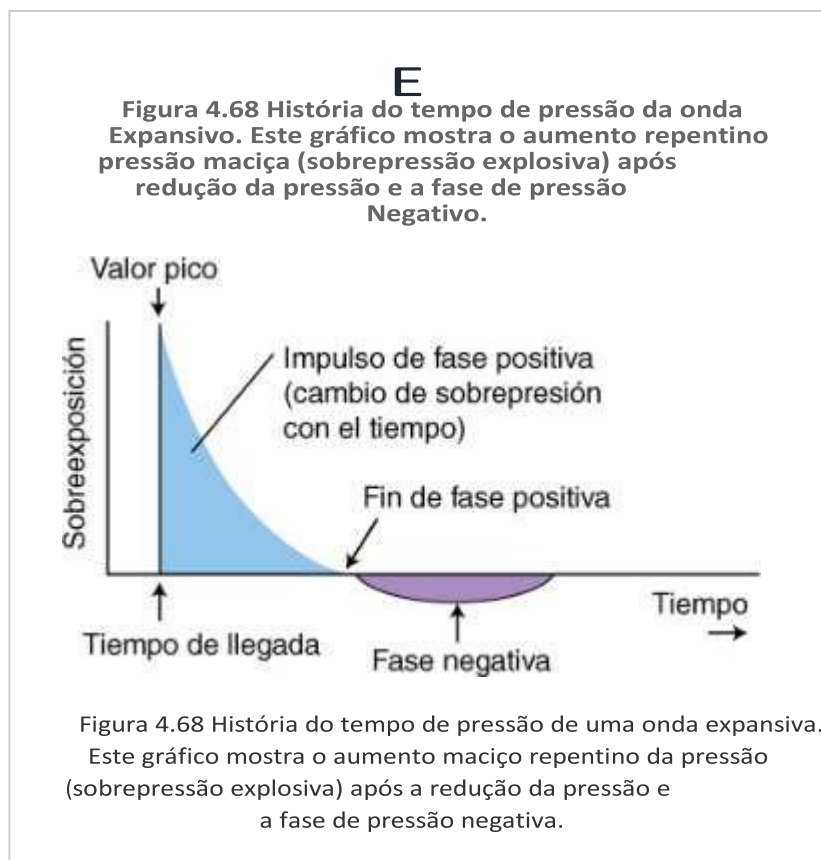 E
Figura 4.68 História do tempo de pressão da onda
Expansivo. Este gráfico mostra o aumento repentino
pressão maciça (sobrepressão explosiva) após
redução da pressão e a fase de pressão
Negativo.
Valor pico
Sobreexposición
Impulso de fase positiva
(cambio de sobrepresión
con el tiempo)
Fin de fase positiva
Tiempo
Tiempo de llegada
Fase negativa
Figura 4.68 História do tempo de pressão de uma onda expansiva.
Este gráfico mostra o aumento maciço repentino da pressão
(sobrepressão explosiva) após a redução da pressão e
a fase de pressão negativa.